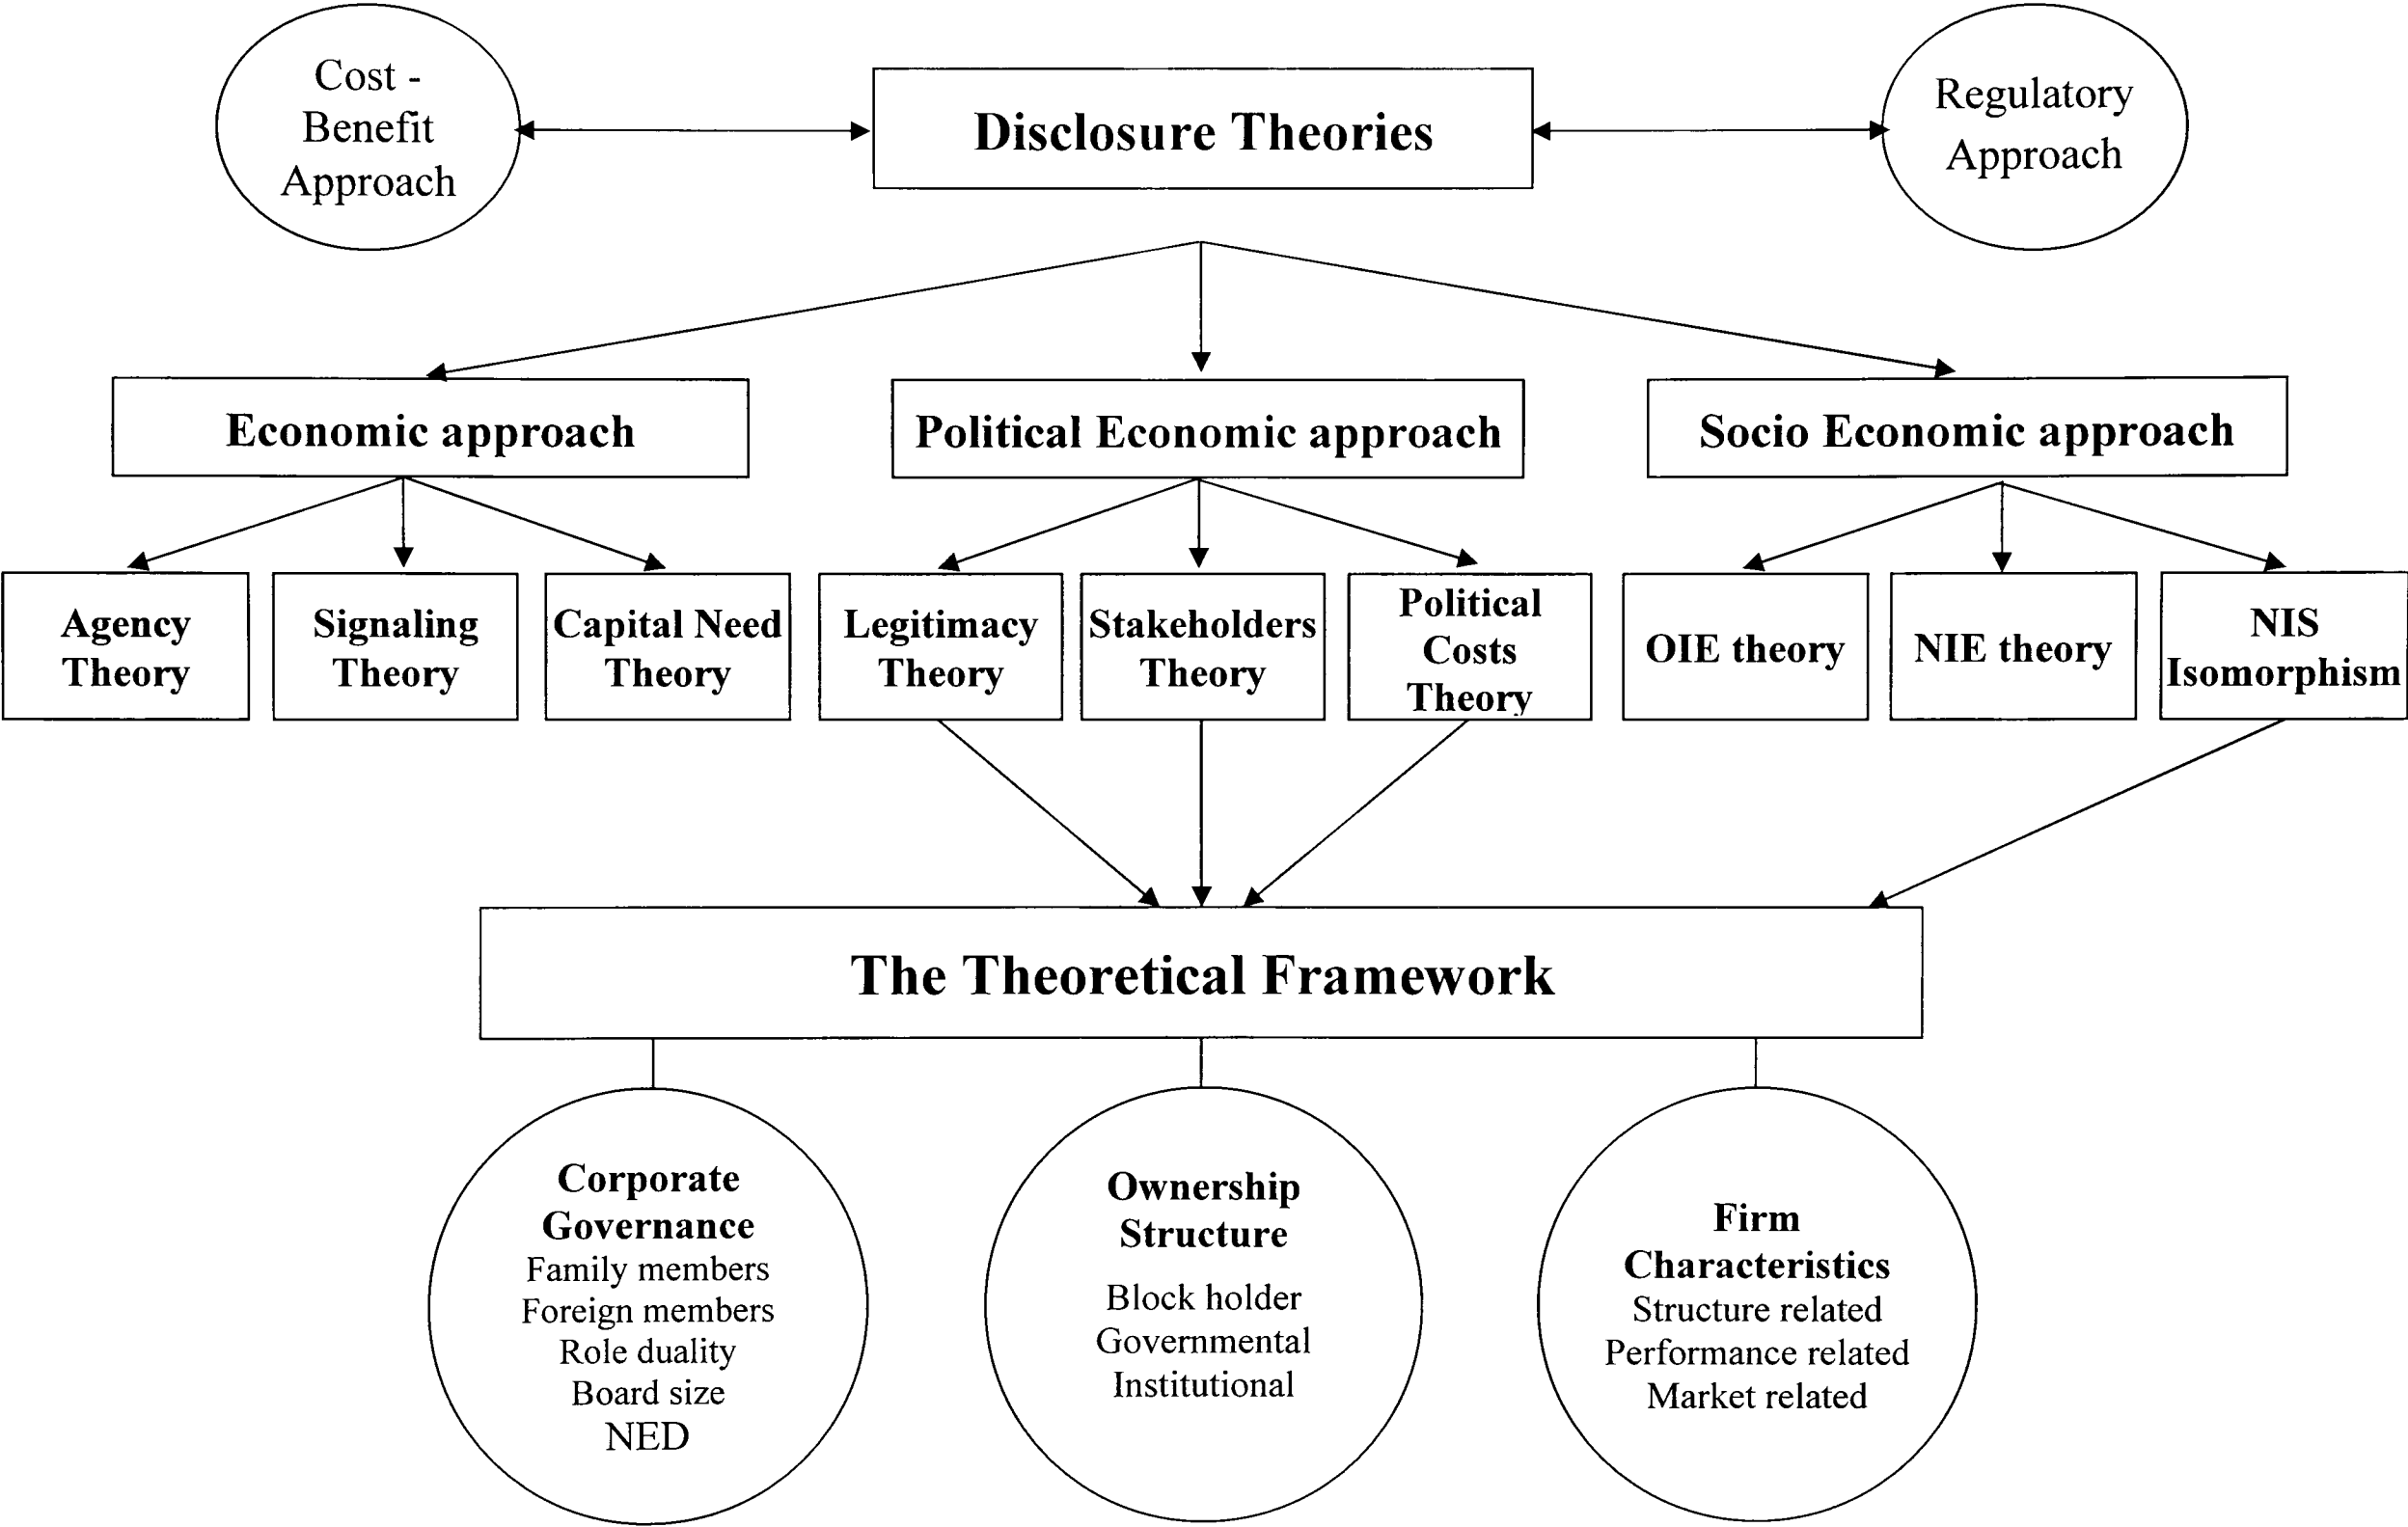 Cost -
Benefit
Approach
Disclosure Theories
Regulatory
Approach
Economic approach
Political Economic approach
Socio Economic approach
Agency
Theory
Signaling
Theory
Capital Need
Theory
Legitimacy
Theory
Stakeholders
Theory
Political
Costs
Theory
OIE theory
NIE theory
NIS
Isomorphism
The Theoretical Framework
Corporate
Governance
Family members
Foreign members
Role duality
Board size
NED
Ownership
Structure
Block holder
Governmental
Institutional
Firm
Characteristics
Structure related
Performance related
Market related